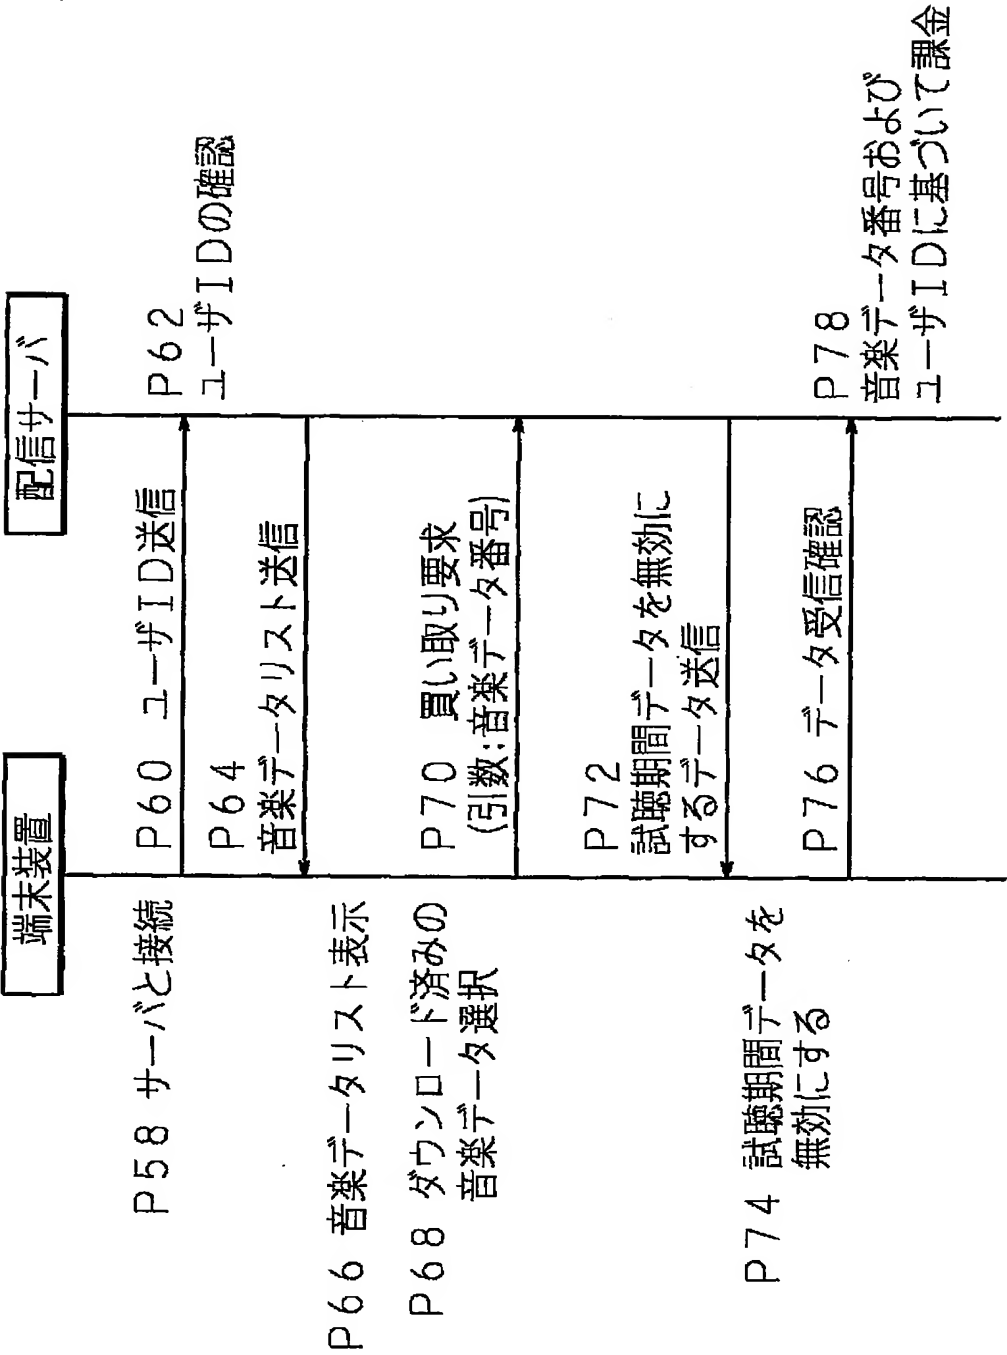 端末装置
配信サーバ
P58 サーバと接続
P60 ユーザID送信
P62
ユーザIDの確認
P64
音楽データリスト送信
P66 音楽データリスト表示
P68 ダウンロード済みの
音楽データ選択
P70 買い取り要求
(引数:音楽データ番号)
P72
試聴期間データを無効に
するデータ送信
P74 試聴期間データを
無効にする
P76 データ受信確認
P78
音楽データ番号および
ユーザIDに基づいて課金